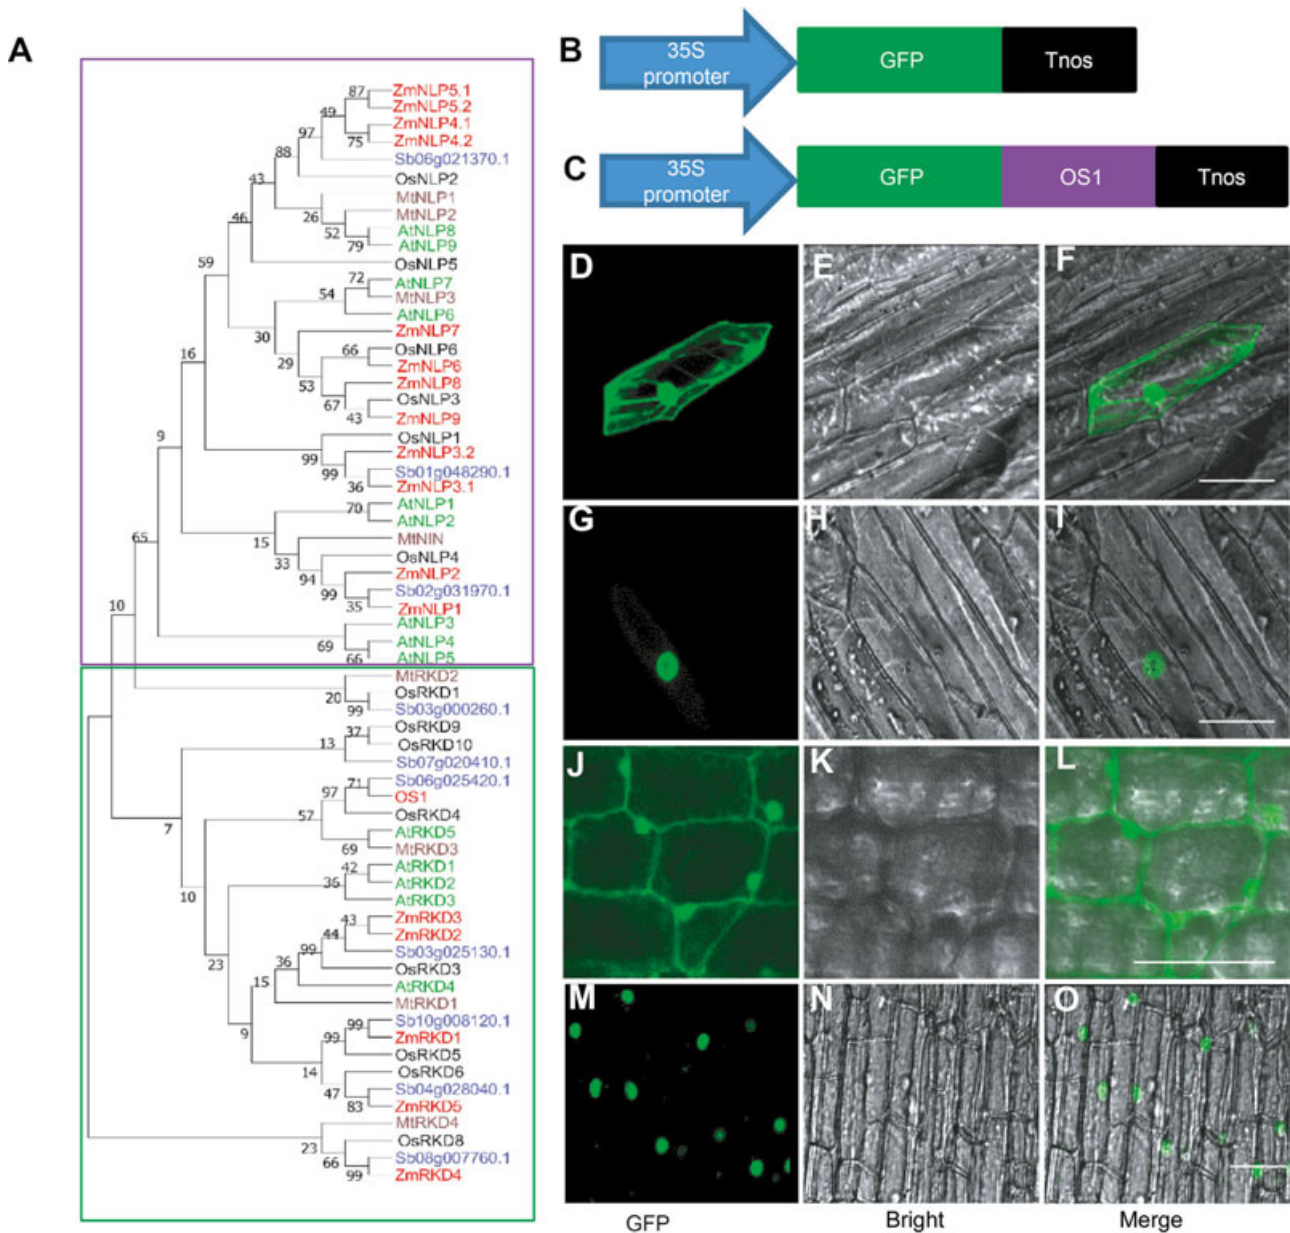 A
ZmNLP5.1
ZmNLP5.2
ZmNLP4.1
ZmNLP4.2
Sb06g021370.1
OsNLP2
MtNLP1
MtNLP2
AtNLP8
AtNLP9
OsNLP5
AtNLP7
MtNLP3
AtNLP6
ZmNLP7
OsNLP6
ZmNLP6
ZmNLP8
OsNLP3
ZmNLP9
OsNLP1
ZmNLP3.2
Sb01g048290.1
ZmNLP3.1
AtNLP1
AtNLP2
MtNIN
OsNLP4
ZmNLP2
Sb02g031970.1
ZmNLP1
AtNLP3
AtNLP4
AtNLP5
MtRKD2
OsRKD1
Sb03g000260.1
OsRKD9
OsRKD10
Sb07g020410.1
Sb06g025420.1
OS1
OsRKD4
AtRKD5
MtRKD3
AtRKD1
AtRKD2
AtRKD3
ZmRKD3
ZmRKD2
Sb03g025130.1
OsRKD3
AtRKD4
MtRKD1
Sb10g008120.1
ZmRKD1
OsRKD5
OsRKD6
Sb04g028040.1
ZmRKD5
MtRKD4
OsRKD8
Sb08g007760.1
ZmRKD4
87
49
97
75
88
43
26
52
79
46
59
72
54
30
29
66
53
67
43
16
99
99
36
9
70
15
33
94
99
35
65
69
66
10
20
99
37
13
71
97
57
69
7
42
35
10
43
44
99
36
15
23
99
99
9
14
47
83
23
66
99
B
35S
promoter
GFP
Tnos
C
35S
promoter
GFP
OS1
Tnos
D
E
F
G
H
I
J
K
L
M
N
O
GFP
Bright
Merge